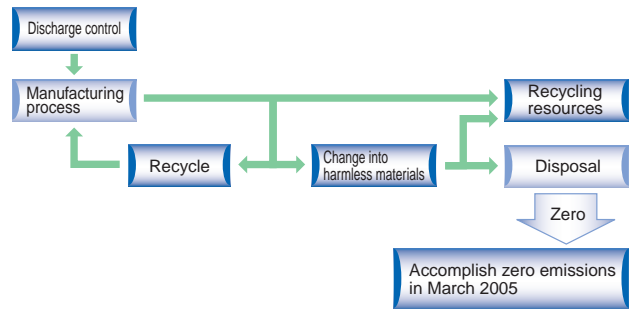 Discharge control
Manufacturing
process
Recycling
resources
Recycle
Change into
harmless materials
Disposal
Zero
Accomplish zero emissions
in March 2005